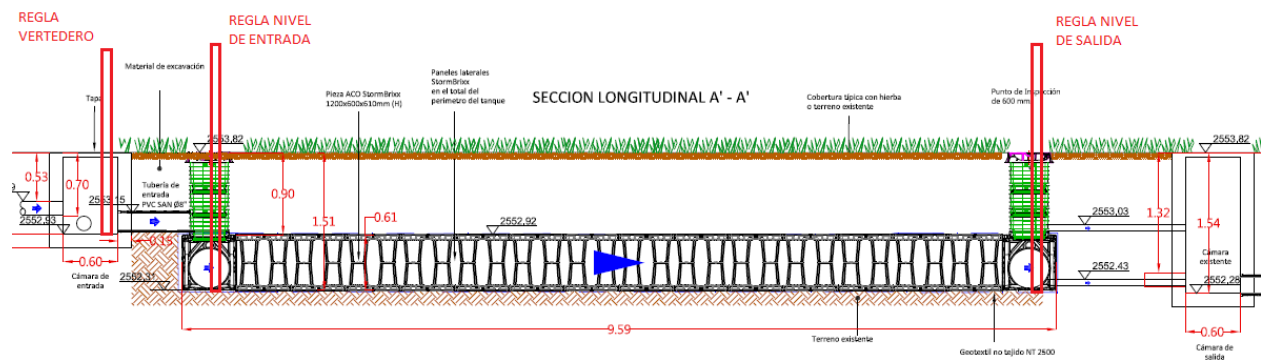 REGLA
VERTEDERO
REGLA NIVEL
DE ENTRADA
REGLA NIVEL
DE SALIDA
Material de excavación
Tapa
Pieza ACO StormBrixx
1200x600x610mm (H)
Paneles laterales
StormBrixx
en el total del
perimetro del tanque
SECCION LONGITUDINAL A' - A'
Cobertura típica con hierba
o terreno existente
Punto de Inspección
de 600 mm
2553,82
2553,82
0.53
0.70
Tubería de
entrada
PVC SAN Ø8"
2553,15
2552,93
0.90
1.51
0.61
2552,92
2553,03
1.32
1.54
0.15
0.60
Cámara de
entrada
2552,31
2552.43
Cámara
existente
2552,28
9.59
Terreno existente
Geotextil no tejido NT 2500
0.60
Cámara de
salida